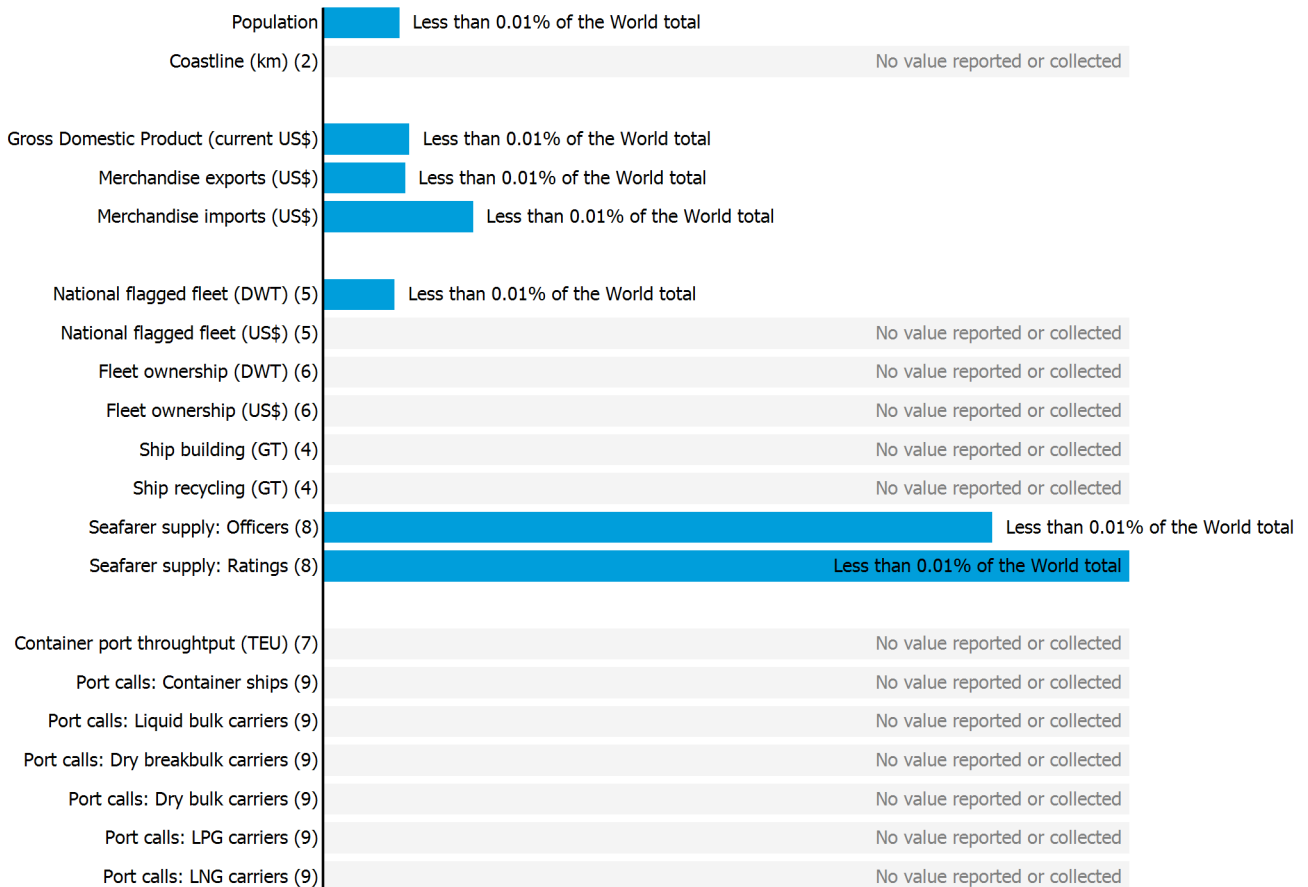 Population Less than 0.01% of the World total
Coastline (km) (2) No value reported or collected
Gross Domestic Product (current US$) Less than 0.01% of the World total
Merchandise exports (US$) Less than 0.01% of the World total
Merchandise imports (US$) Less than 0.01% of the World total
National flagged fleet (DWT) (5) Less than 0.01% of the World total
National flagged fleet (US$) (5) No value reported or collected
Fleet ownership (DWT) (6) No value reported or collected
Fleet ownership (US$) (6) No value reported or collected
Ship building (GT) (4) No value reported or collected
Ship recycling (GT) (4) No value reported or collected
Seafarer supply: Officers (8) Less than 0.01% of the World total
Seafarer supply: Ratings (8) Less than 0.01% of the World total
Container port throughtput (TEU) (7) No value reported or collected
Port calls: Container ships (9) No value reported or collected
Port calls: Liquid bulk carriers (9) No value reported or collected
Port calls: Dry breakbulk carriers (9) No value reported or collected
Port calls: Dry bulk carriers (9) No value reported or collected
Port calls: LPG carriers (9) No value reported or collected
Port calls: LNG carriers (9) No value reported or collected